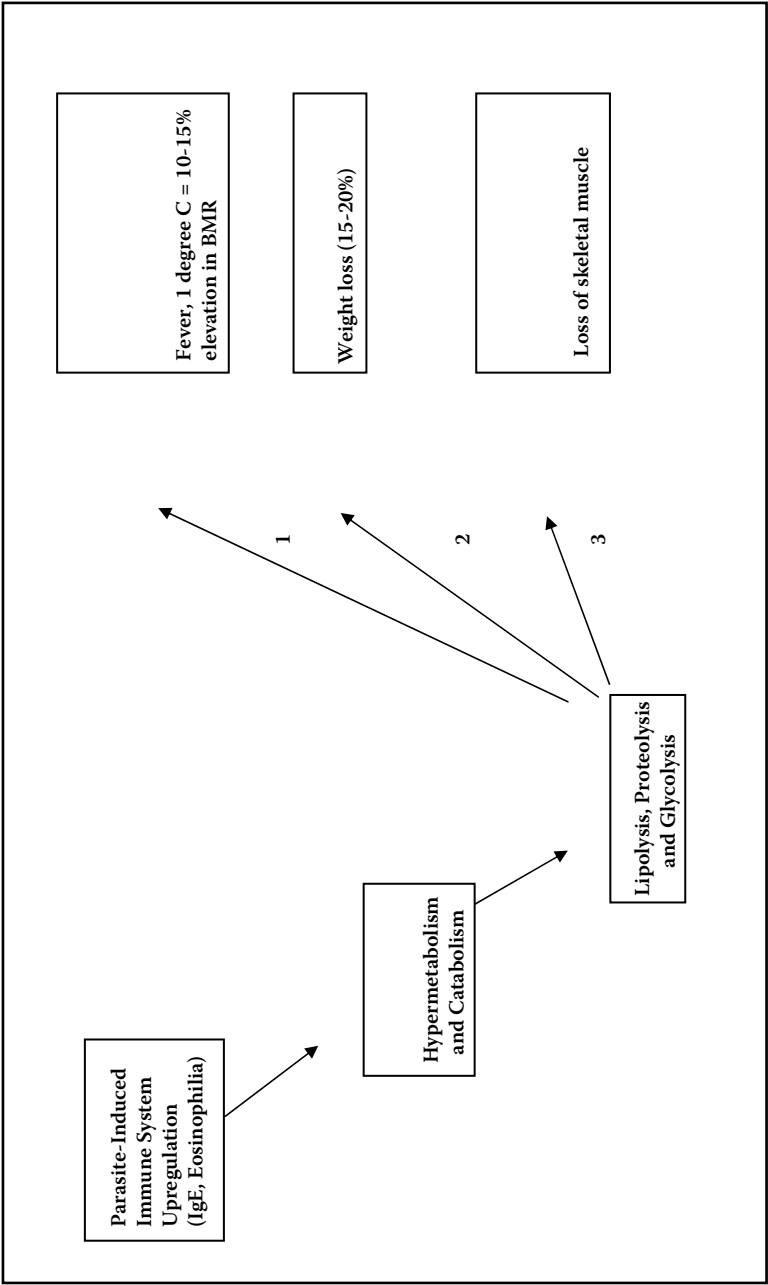 Parasite-Induced
Immune System
Upregulation
(IgE, Eosinophilia)
Hypermetabolism
and Catabolism
Lipolysis, Proteolysis
and Glycolysis
1
2
3
Fever, 1 degree C = 10-15%
elevation in BMR
Weight loss (15-20%)
Loss of skeletal muscle